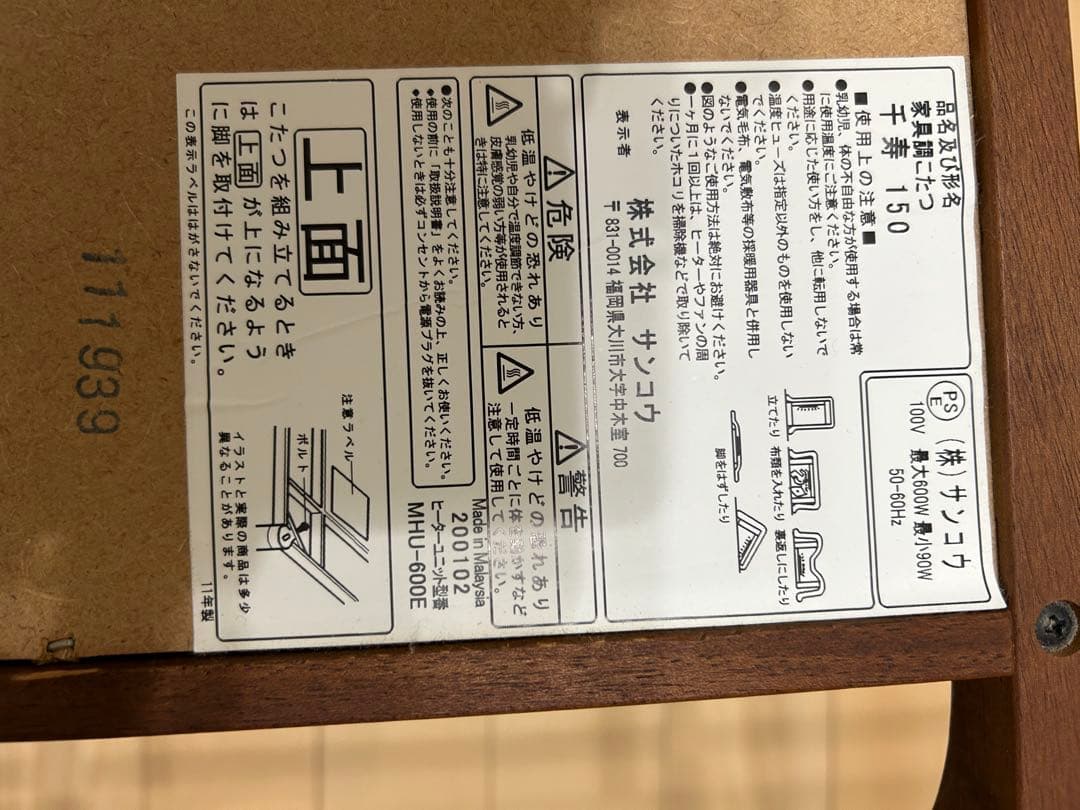 品名及び形名
家具調こたつ
千寿 150
PS
E
(株)サンコウ
100V 最大600W 最小90W
50-60Hz
■使用上の注意■
●乳幼児、体の不自由な方が使用する場合は常
に使用温度にご注意ください。
●用途に応じた使い方をし、他に転用しないで
ください。
●温度ヒューズは指定以外のものを使用しない
でください。
●電気毛布、電気敷布等の採暖用器具と併用し
ないでください。
●図のようなご使用方法は絶対にお避けください。
●一ヶ月に1回以上は、ヒーターやファンの周
りについたホコリを掃除機などで取り除いて
ください。
立てたり 布類を入れたり 裏返しにしたり
脚をはずしたり
表示者
株式会社 サンコウ
〒831-0014 福岡県大川市大字中木室 700
危険
低温やけどの恐れあり
乳幼児や自分で温度調節できない方、
皮膚感覚の弱い方等が使用されると
きは特に注意してください。
警告
低温やけどの恐れあり
一定時間ごとに体を動かすなど
注意して使用してください。
●次のことも十分注意してください。
◆使用の前に「取扱説明書」をよくお読みの上、正しくお使いください。
◆使用しないときは必ずコンセントから電源プラグを抜いてください。
Made in Malaysia
200102
ヒーターユニット型番
MHU-600E
上面
こたつを組み立てるとき
は 上面 が上になるよう
に脚を取付けてください。
注意ラベル
ボルト
イラストと実際の商品は多少
異なることがあります。
この表示ラベルははがさないでください。
11年製
111939